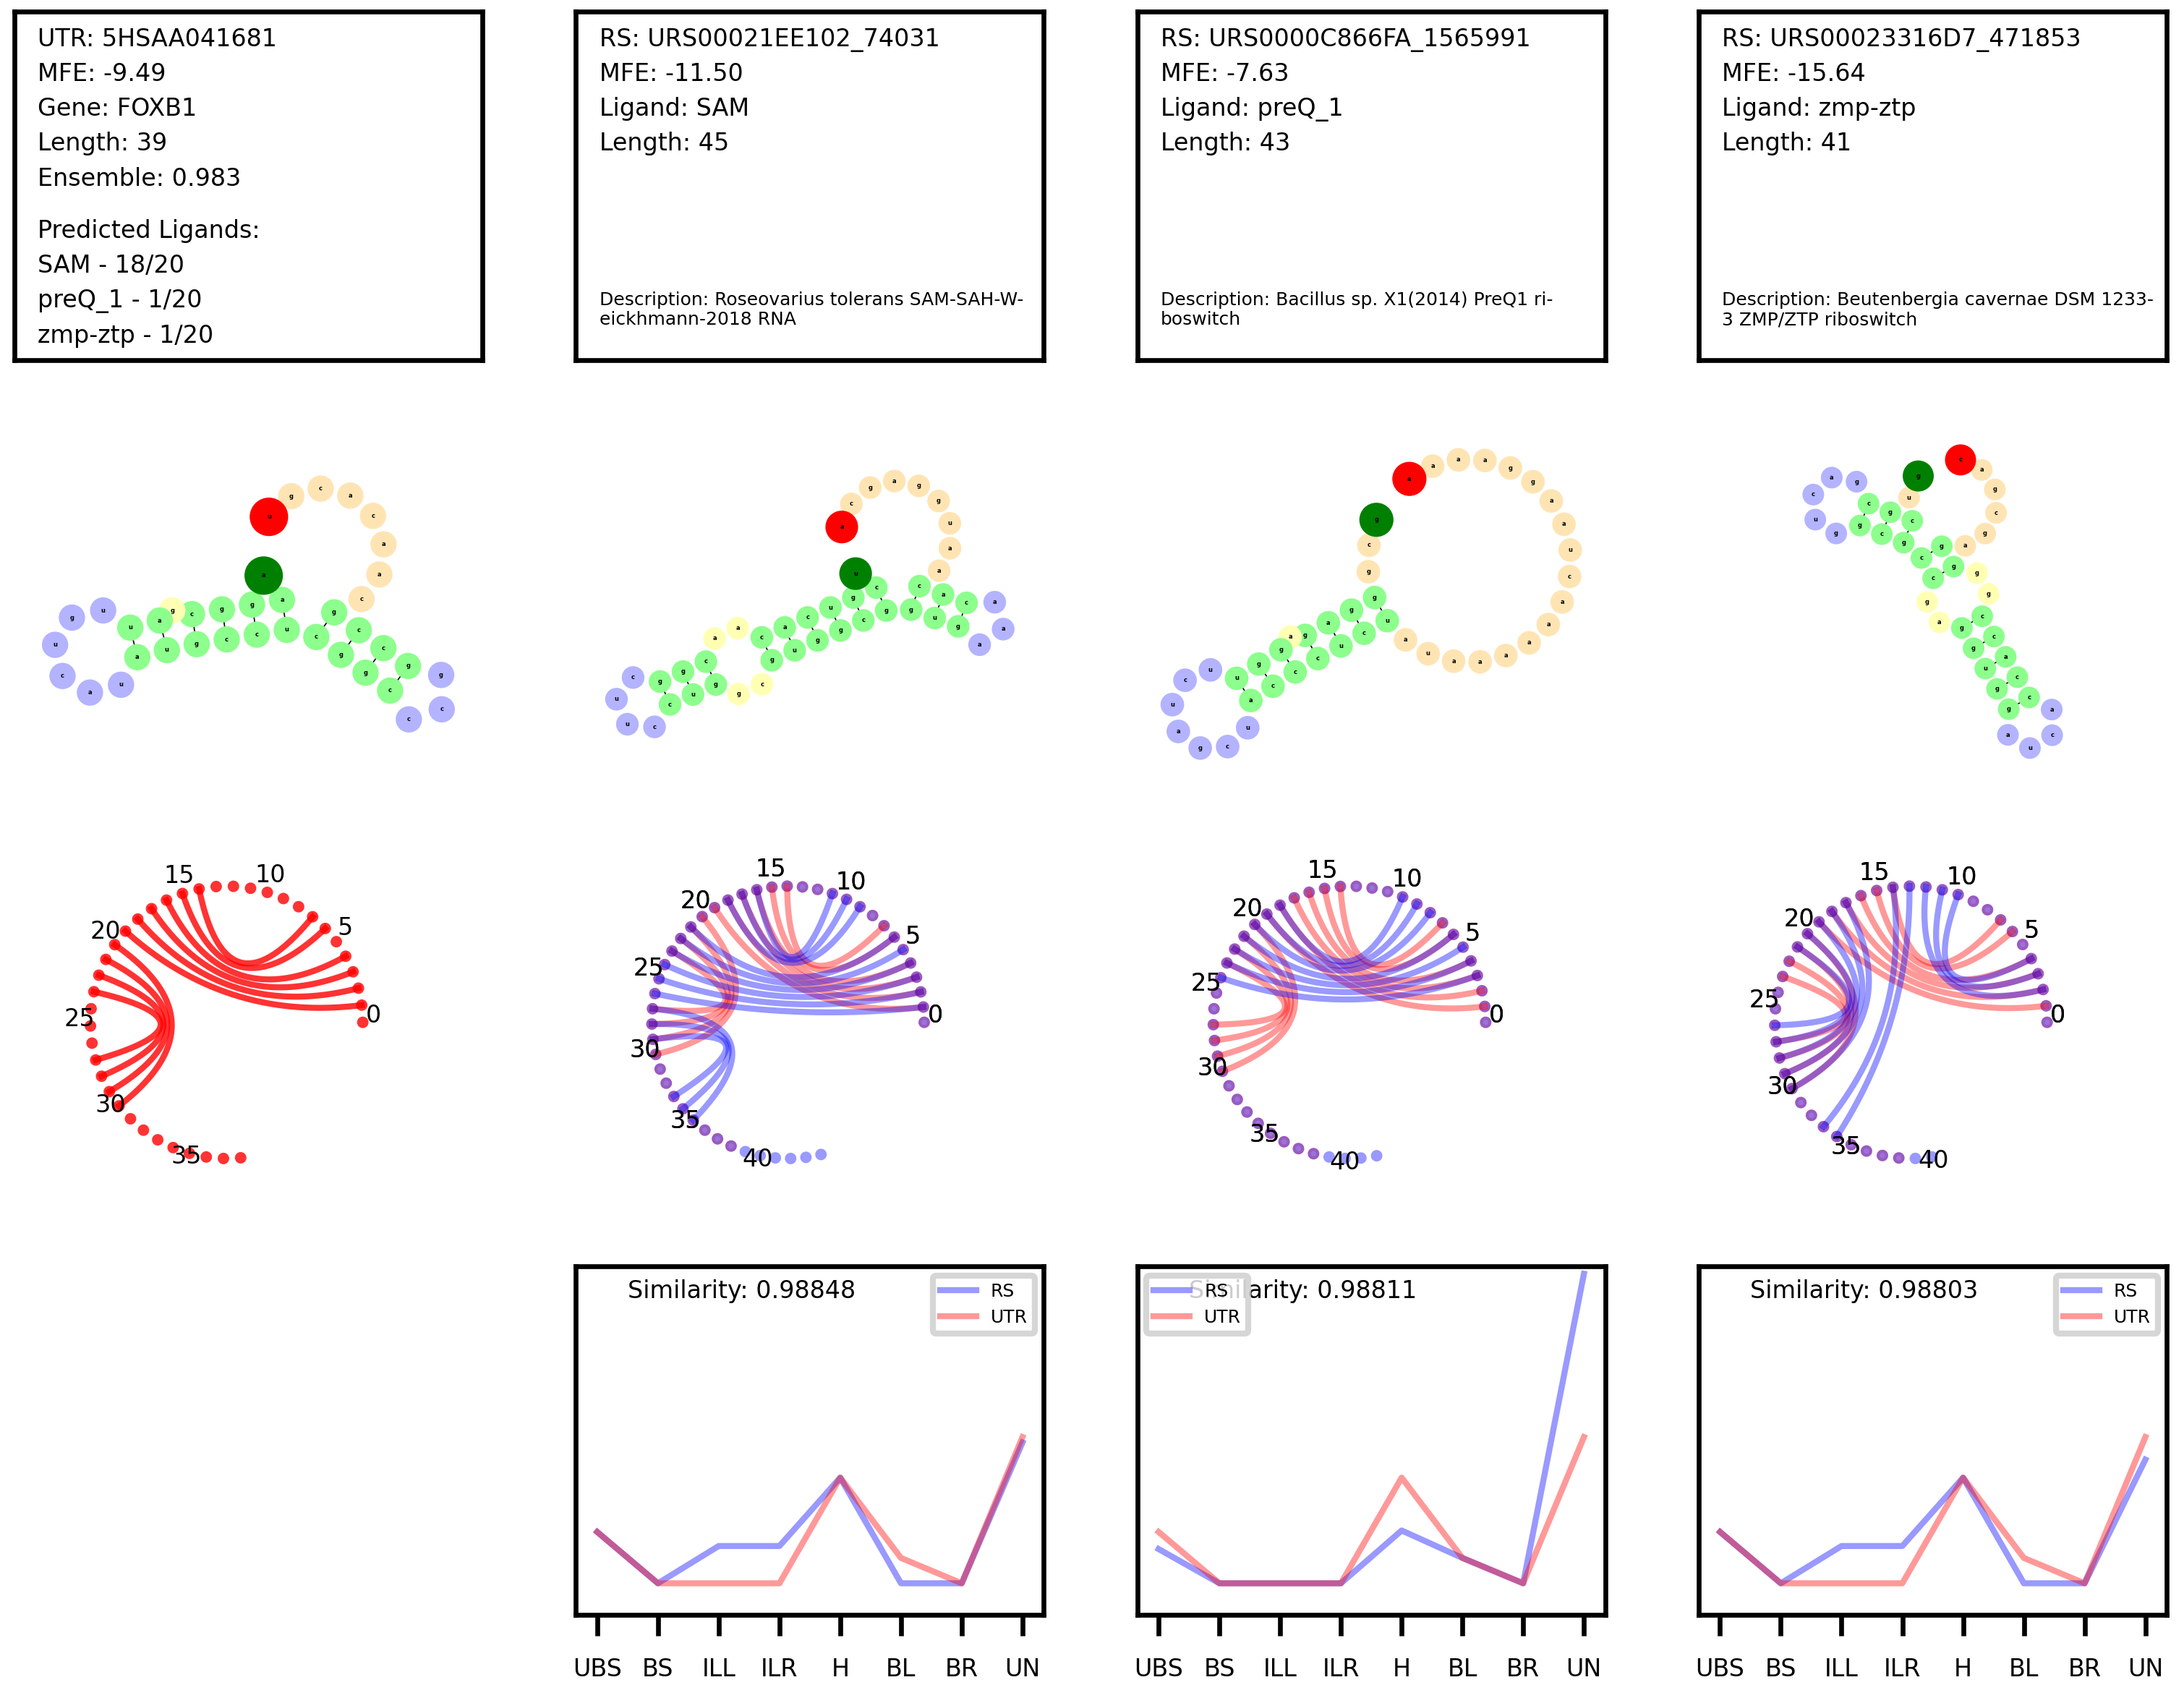 UTR: 5HSAA041681
MFE: -9.49
Gene: FOXB1
Length: 39
Ensemble: 0.983
Predicted Ligands:
SAM - 18/20
preQ_1 - 1/20
zmp-ztp - 1/20
RS: URS00021EE102_74031
MFE: -11.50
Ligand: SAM
Length: 45
Description: Roseovarius tolerans SAM-SAH-W-
eickhmann-2018 RNA
RS: URS0000C866FA_1565991
MFE: -7.63
Ligand: preQ_1
Length: 43
Description: Bacillus sp. X1(2014) PreQ1 ri-
boswitch
RS: URS00023316D7_471853
MFE: -15.64
Ligand: zmp-ztp
Length: 41
Description: Beutenbergia cavernae DSM 1233-
3 ZMP/ZTP riboswitch
0 5 10 15 20 25 30 35
0 5 10 15 20 25 30 35 40
0 5 10 15 20 25 30 35 40
0 5 10 15 20 25 30 35 40
Similarity: 0.98848
RS
UTR
UBS BS ILL ILR H BL BR UN
Similarity: 0.98811
RS
UTR
UBS BS ILL ILR H BL BR UN
Similarity: 0.98803
RS
UTR
UBS BS ILL ILR H BL BR UN